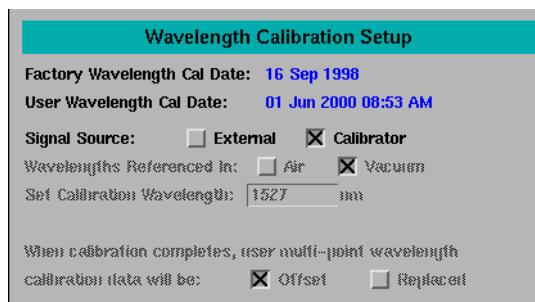 Wavelength Calibration Setup
Factory Wavelength Cal Date: 16 Sep 1998
User Wavelength Cal Date: 01 Jun 2000 08:53 AM
Signal Source: External Calibrator
Wavelengths Referenced In: Air Vacuum
Set Calibration Wavelength: 1527 nm
When calibration completes, user multi-point wavelength
calibration data will be: Offset Replaced